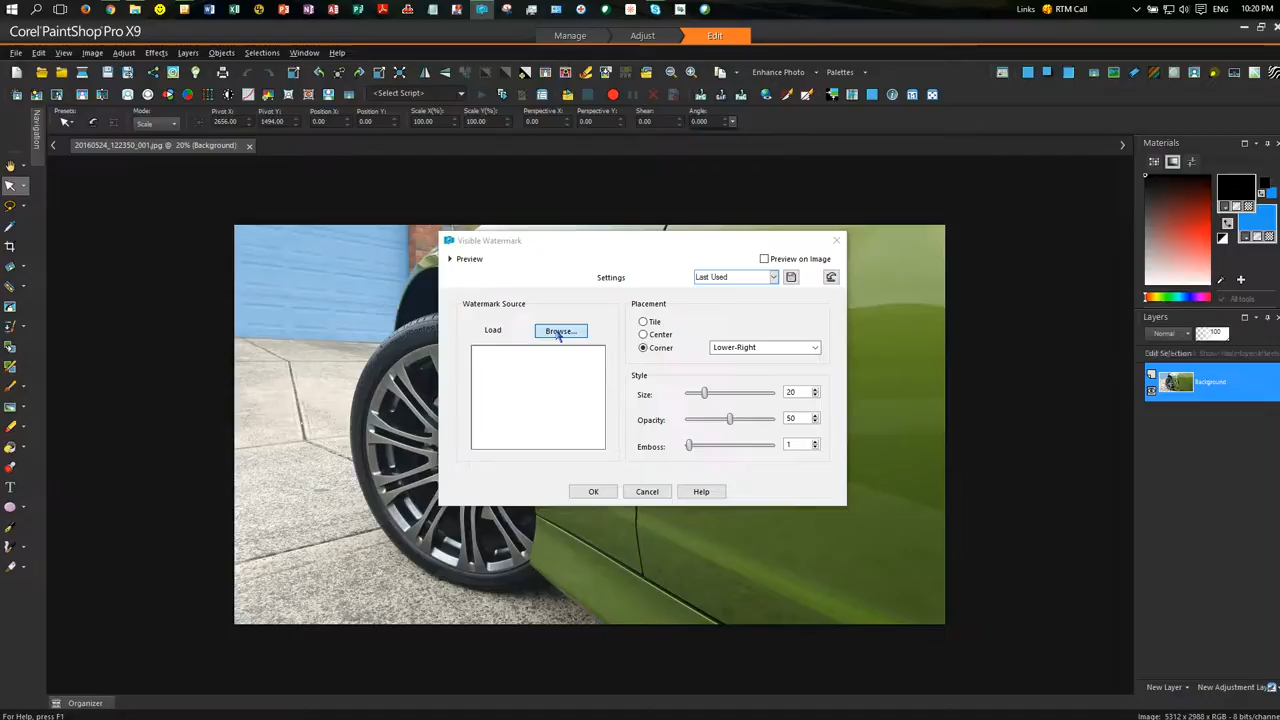 Links RTM Call ENG 10:20 PM
Corel PaintShop Pro X9
Manage Adjust Edit
File Edit View Image Adjust Effects Layers Objects Selections Window Help
Enhance Photo Palettes
<Select Script>
Presets: Mode: Pivot X: Pivot Y: Position X: Position Y: Scale X(%): Scale Y(%): Perspective X: Perspective Y: Shear: Angle:
Scale 2656.00 1494.00 0.00 0.00 100.00 100.00 0.00 0.00 0.00 0.000
Navigation
20160524_122350_001.jpg @ 20% (Background)
Materials
Visible Watermark
Preview
Preview on Image
Settings Last Used
Watermark Source
Load Browse...
Placement
Tile
Center
Corner Lower-Right
Style
Size: 20
Opacity: 50
Emboss: 1
OK Cancel Help
All tools
Layers
Normal 100
Edit Selection
Background
New Layer New Adjustment Lay
Organizer
For Help, press F1
Image: 5312 x 2988 x RGB - 8 bits/channe